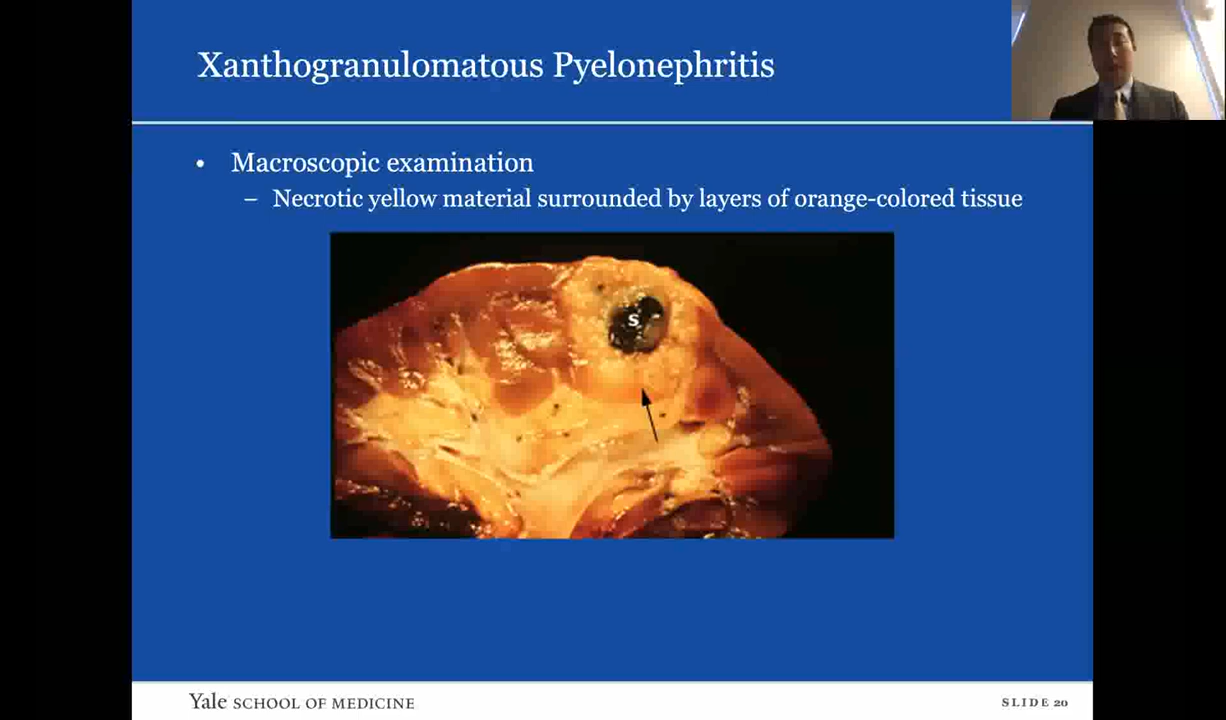 Xanthogranulomatous Pyelonephritis
• Macroscopic examination
– Necrotic yellow material surrounded by layers of orange-colored tissue
S
Yale SCHOOL OF MEDICINE
SLIDE 20